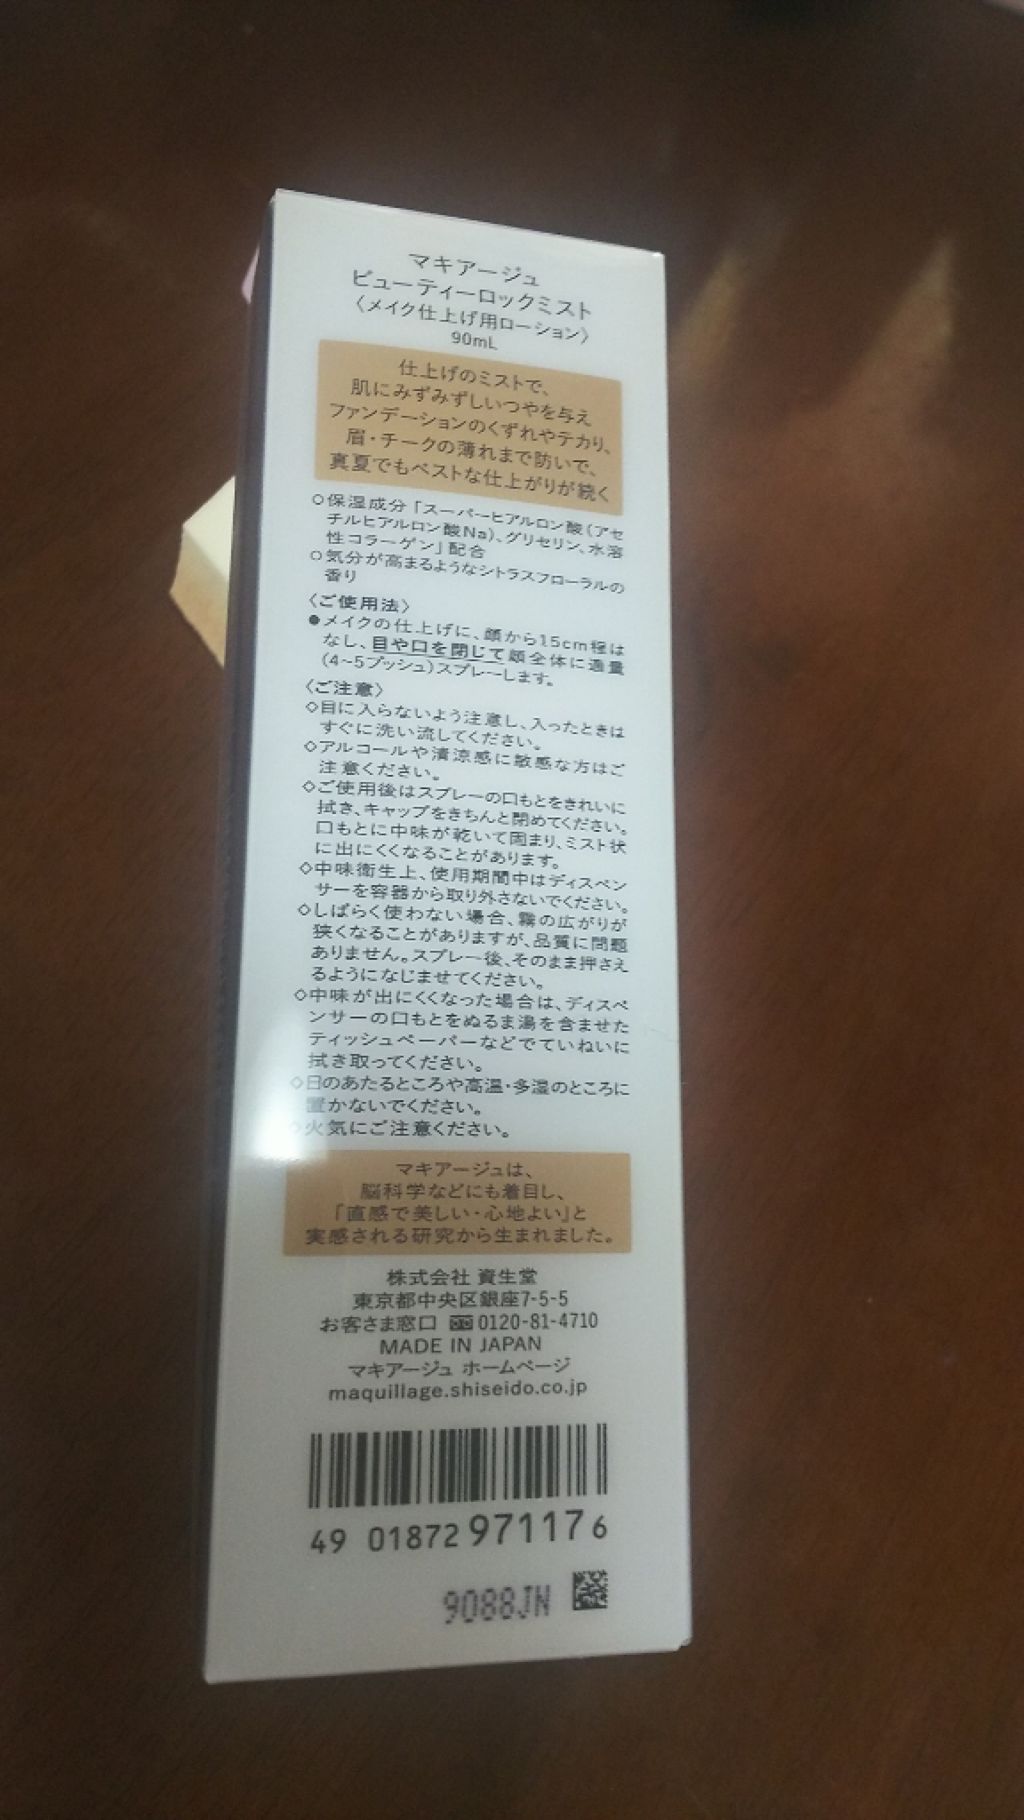 マキアージュ
ビューティーロックミスト
〈メイク仕上げ用ローション〉
90mL
仕上げのミストで、
肌にみずみずしいつやを与え
ファンデーションのくずれやテカリ、
眉・チークの薄れまで防いで、
真夏でもベストな仕上がりが続く
○保湿成分「スーパーヒアルロン酸(アセ
チルヒアルロン酸Na)、グリセリン、水溶
性コラーゲン」配合
○気分が高まるようなシトラスフローラルの
香り
〈ご使用法〉
●メイクの仕上げに、顔から15cm程は
なし、目や口を閉じて顔全体に適量
(4~5プッシュ)スプレーします。
〈ご注意〉
◇目に入らないよう注意し、入ったときは
すぐに洗い流してください。
◇アルコールや清涼感に敏感な方はご
注意ください。
◇ご使用後はスプレーの口もとをきれいに
拭き、キャップをきちんと閉めてください。
口もとに中味が乾いて固まり、ミスト状
に出にくくなることがあります。
◇中味衛生上、使用期間中はディスペン
サーを容器から取り外さないでください。
◇しばらく使わない場合、霧の広がりが
狭くなることがありますが、品質に問題
ありません。スプレー後、そのまま押さえ
るようになじませてください。
◇中味が出にくくなった場合は、ディスペ
ンサーの口もとをぬるま湯を含ませた
ティッシュペーパーなどでていねいに
拭き取ってください。
◇日のあたるところや高温・多湿のところに
置かないでください。
◇火気にご注意ください。
マキアージュは、
脳科学などにも着目し、
「直感で美しい・心地よい」と
実感される研究から生まれました。
株式会社 資生堂
東京都中央区銀座7-5-5
お客さま窓口 0120-81-4710
MADE IN JAPAN
マキアージュ ホームページ
maquillage.shiseido.co.jp
49 01872 971176
9088JN